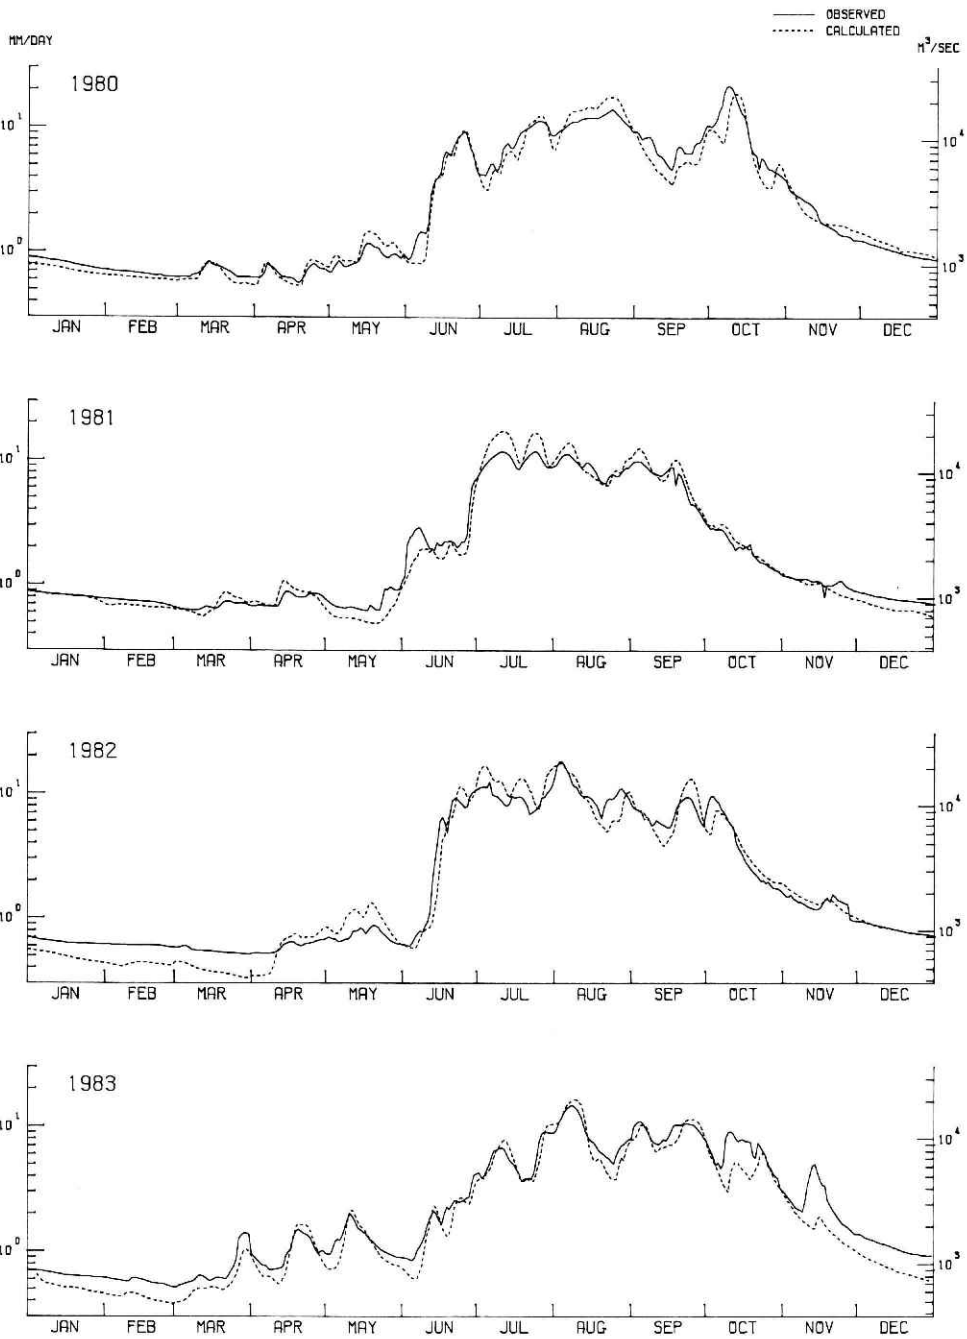 OBSERVED
CALCULATED
MM/DAY
M³/SEC
1980
10¹
10⁰
10⁴
10³
JAN FEB MAR APR MAY JUN JUL AUG SEP OCT NOV DEC
1981
10¹
10⁰
10⁴
10³
JAN FEB MAR APR MAY JUN JUL AUG SEP OCT NOV DEC
1982
10¹
10⁰
10⁴
10³
JAN FEB MAR APR MAY JUN JUL AUG SEP OCT NOV DEC
1983
10¹
10⁰
10⁴
10³
JAN FEB MAR APR MAY JUN JUL AUG SEP OCT NOV DEC